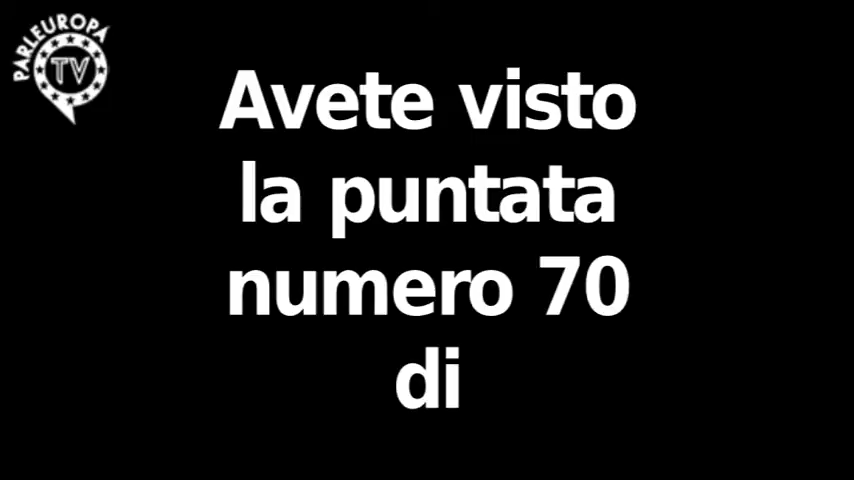 PARLEUROPA
TV
Avete visto
la puntata
numero 70
di